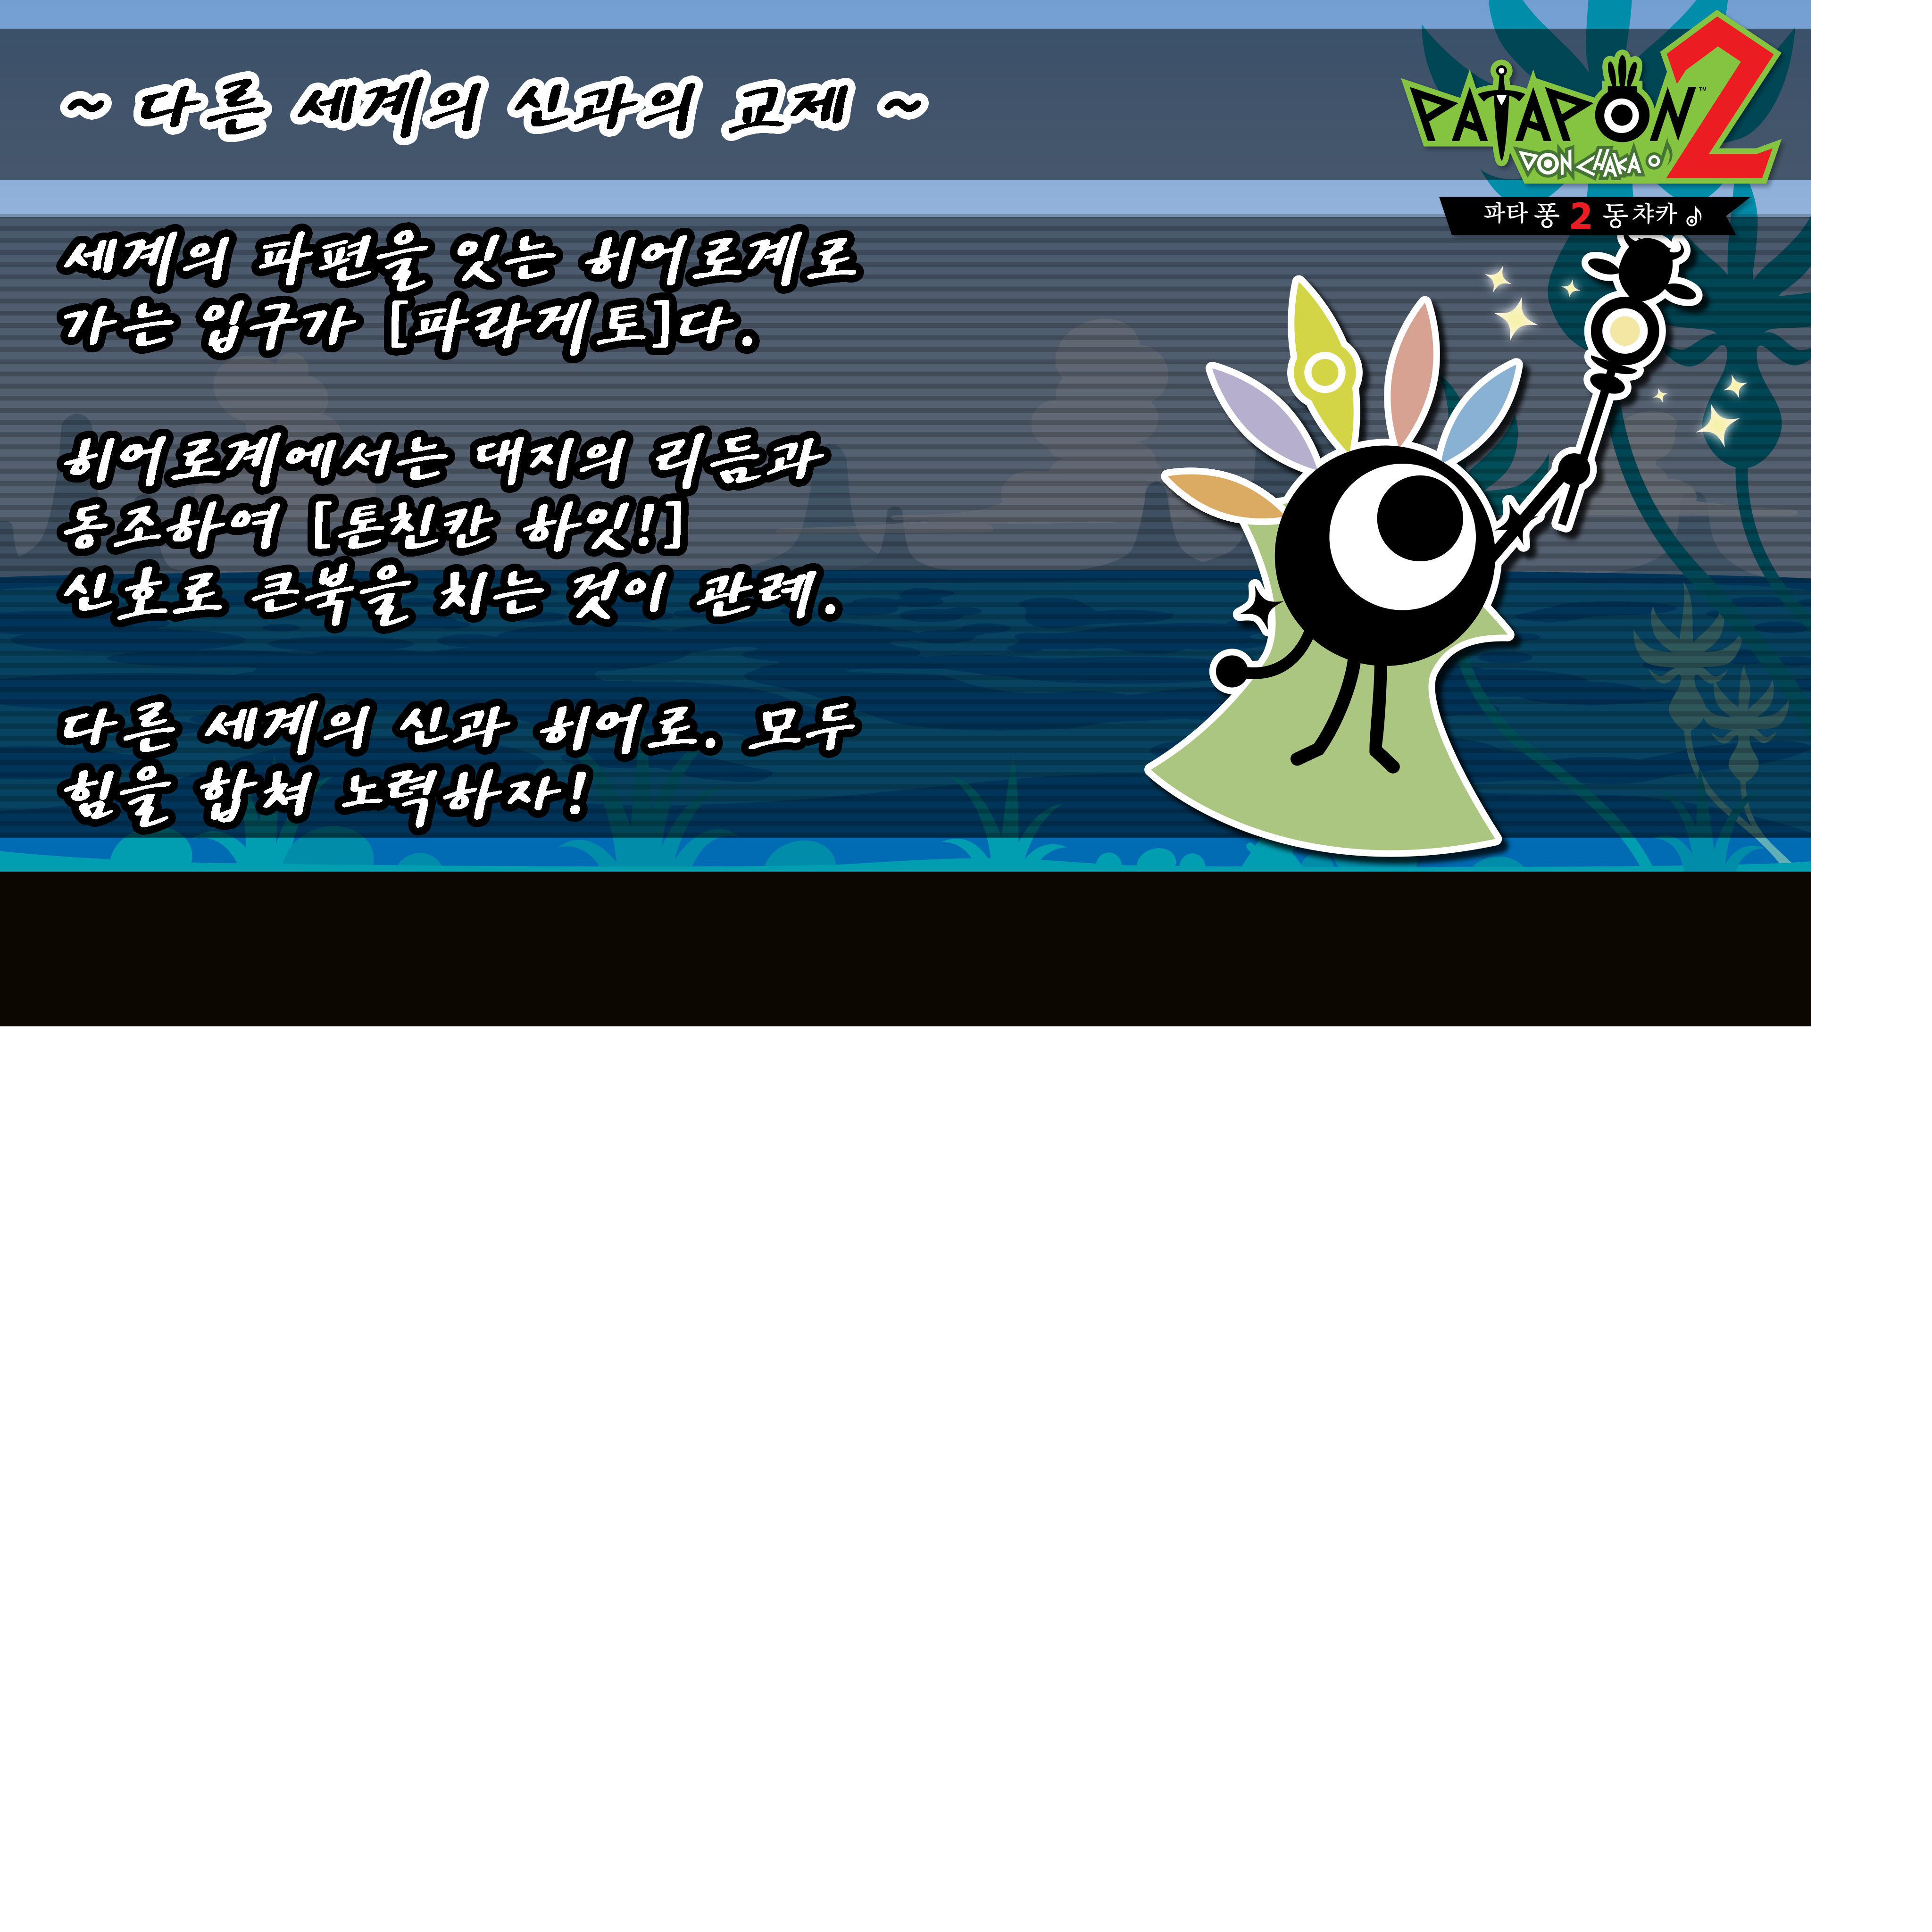 ~ 다른 세계의 신과의 교제 ~
PATAPON™ 2
DON CHAKA♪
파타퐁 2 동챠카 ♪
세계의 파편을 잇는 히어로계로
가는 입구가 [파라게토]다.
히어로계에서는 대지의 리듬과
동조하여 [톤친칸 하잇!]
신호로 큰북을 치는 것이 관례.
다른 세계의 신과 히어로. 모두
힘을 합쳐 노력하자!